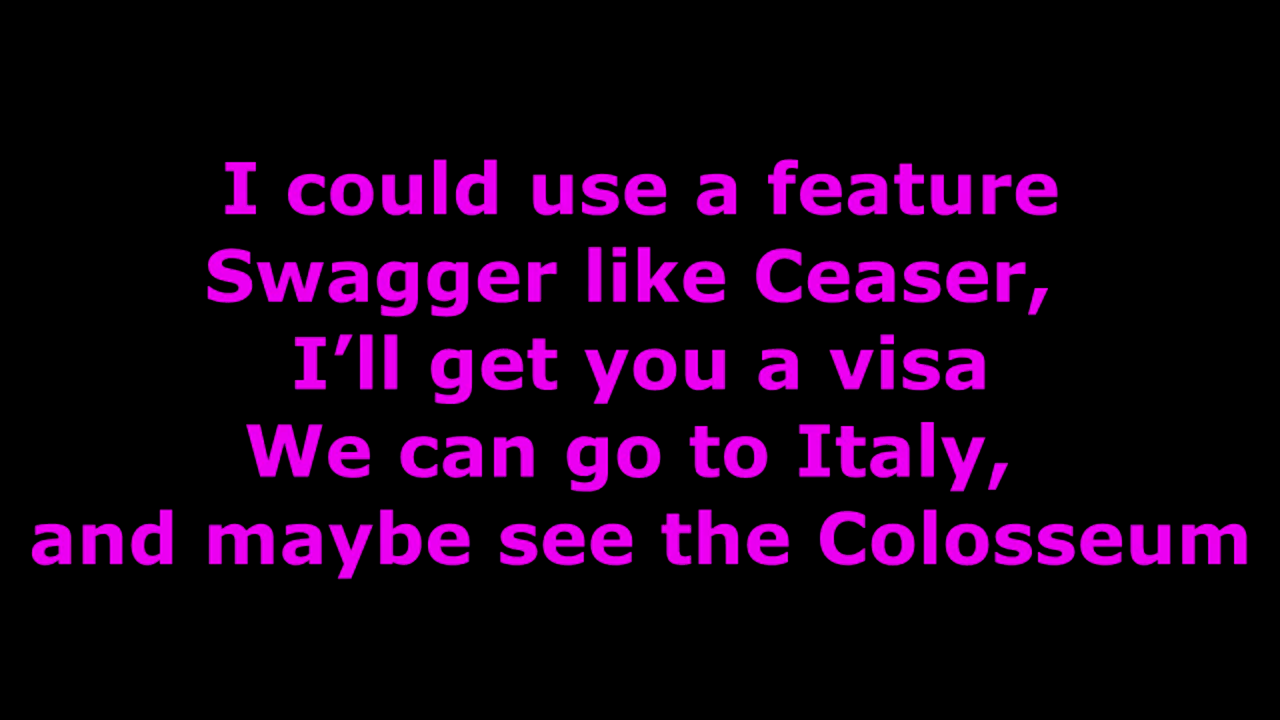 I could use a feature
Swagger like Ceaser,
I’ll get you a visa
We can go to Italy,
and maybe see the Colosseum